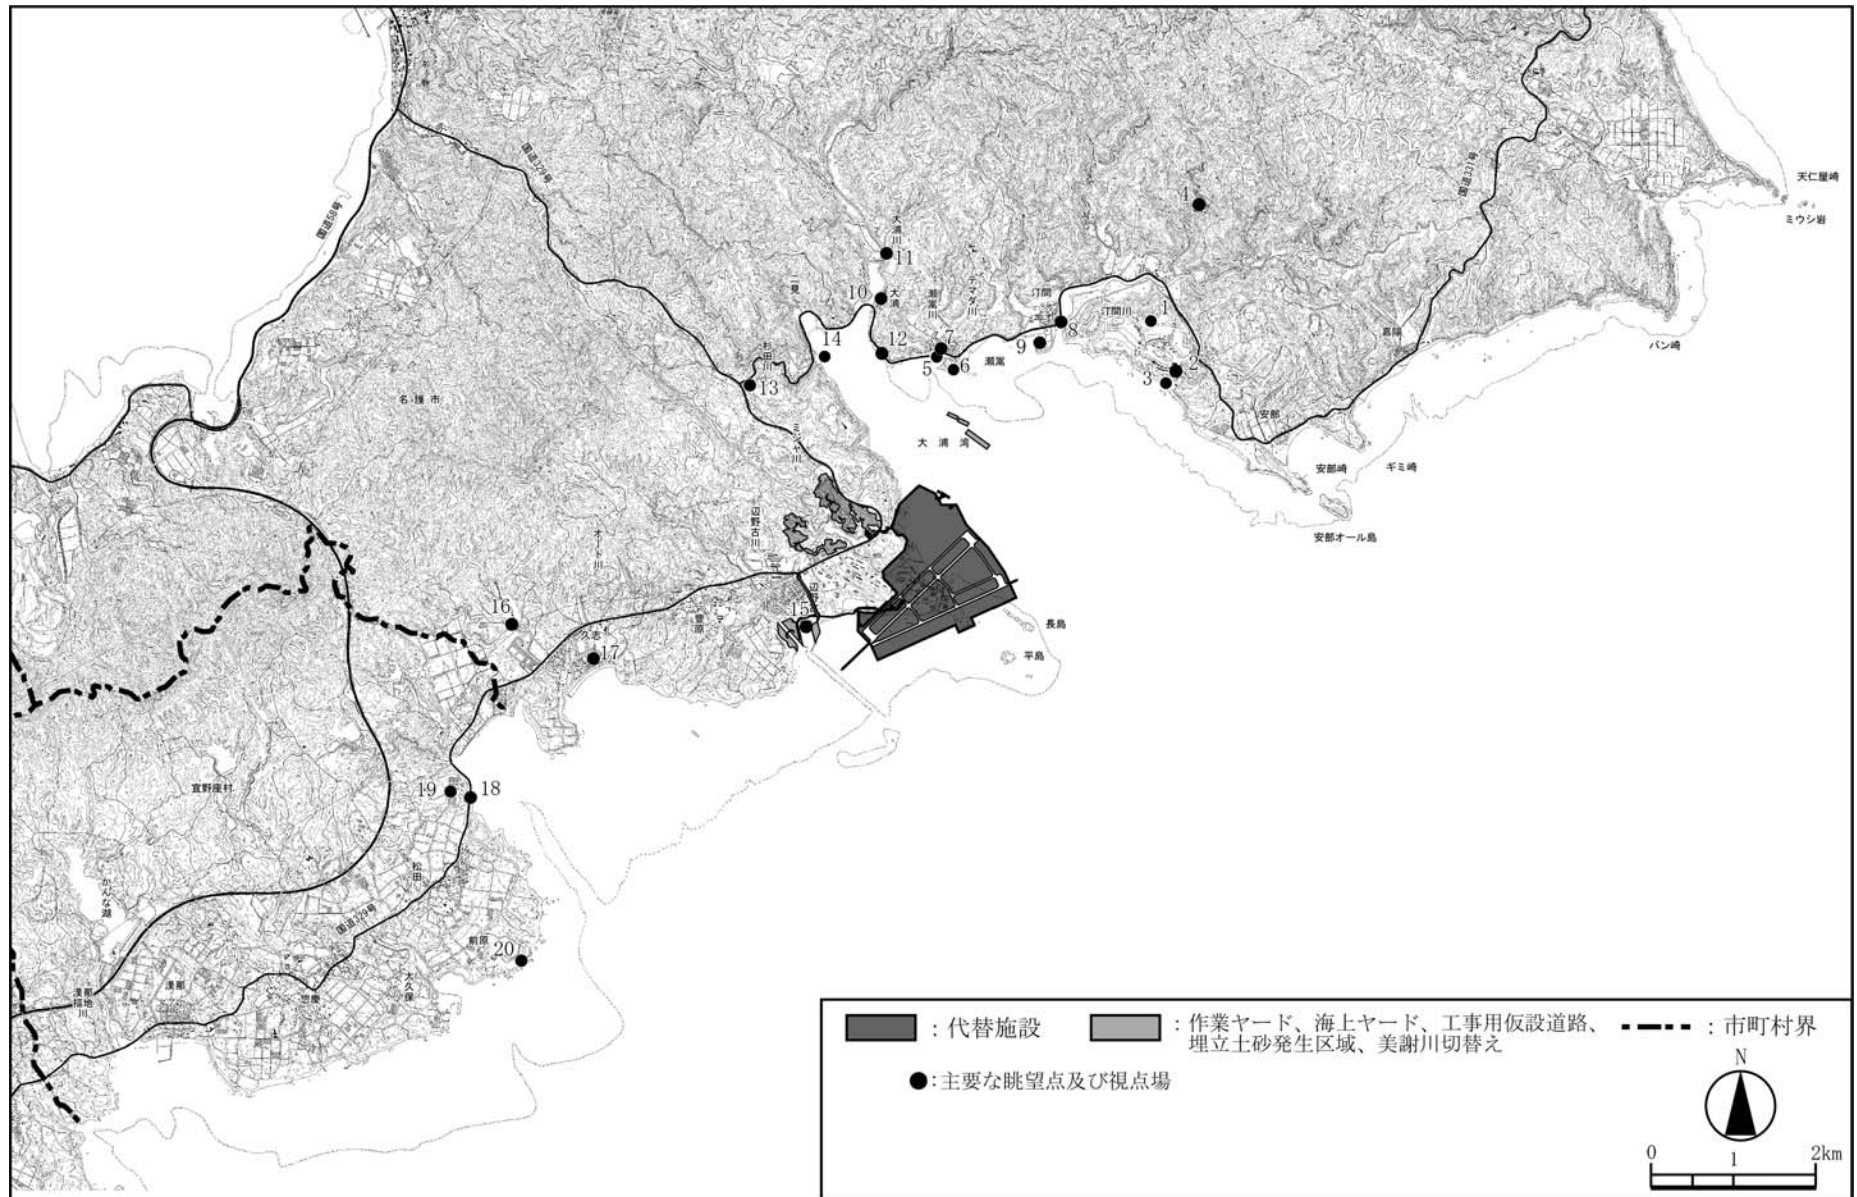 国道58号
国道329号
国道331号
天仁屋崎
ミウシ岩
バン崎
嘉陽
ギミ崎
安部崎
安部オール島
安部
4
大浦川
11
10
大浦
瀬嵩川
テマダ川
汀間
汀間川
1
8
9
2
3
二見
14
12
7
5
6
瀬嵩
杉田川
13
名護市
大浦湾
辺野古川
オード川
15
長島
平島
豊原
16
久志
17
19
18
宜野座村
松田
かんな湖
国道329号
前原
20
大久保
漢那
惣慶
漢那福地川
:代替施設
:作業ヤード、海上ヤード、工事用仮設道路、
埋立土砂発生区域、美謝川切替え
:市町村界
●:主要な眺望点及び視点場
N
0
1
2km